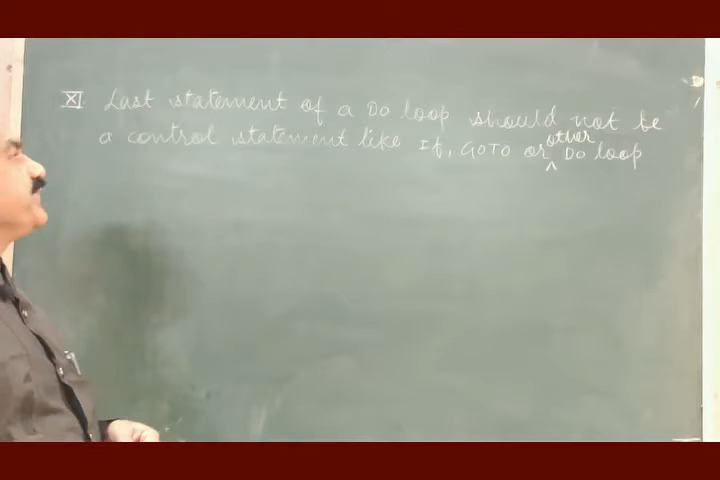 XI Last statement of a Do loop should not be
a control statement like If, GOTO or other Do loop